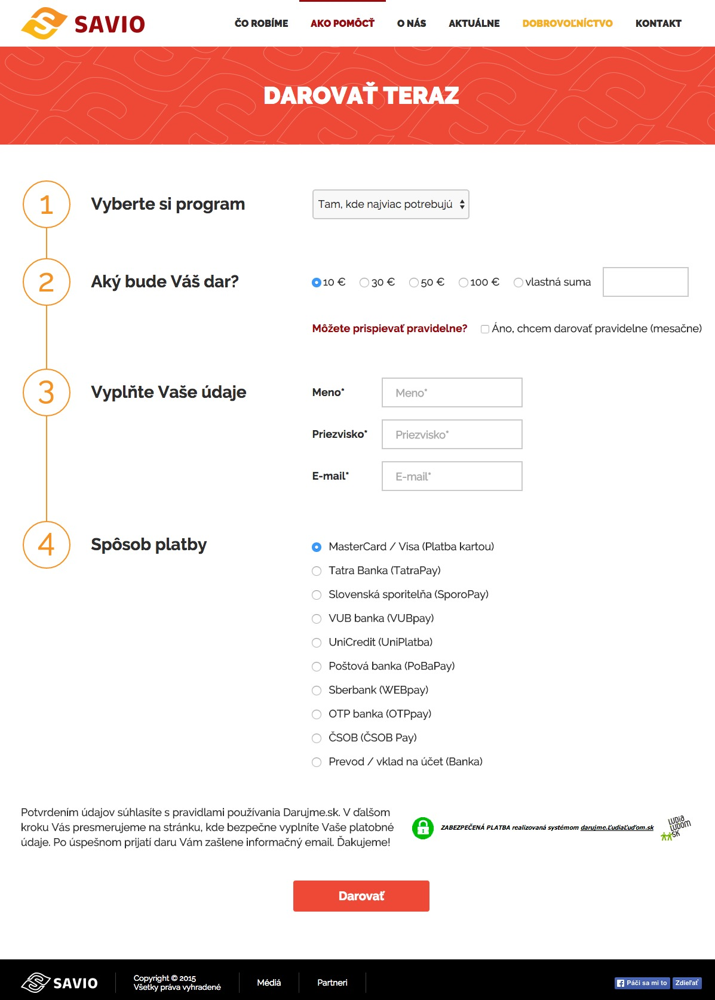 SAVIO
ČO ROBÍME AKO POMÔCŤ O NÁS AKTUÁLNE DOBROVOĽNÍCTVO KONTAKT
DAROVAŤ TERAZ
1 Vyberte si program Tam, kde najviac potrebujú
2 Aký bude Váš dar? 10 € 30 € 50 € 100 € vlastná suma
Môžete prispievať pravidelne? Áno, chcem darovať pravidelne (mesačne)
3 Vyplňte Vaše údaje Meno* Meno*
Priezvisko* Priezvisko*
E-mail* E-mail*
4 Spôsob platby MasterCard / Visa (Platba kartou)
Tatra Banka (TatraPay)
Slovenská sporitelňa (SporoPay)
VUB banka (VUBpay)
UniCredit (UniPlatba)
Poštová banka (PoBaPay)
Sberbank (WEBpay)
OTP banka (OTPpay)
ČSOB (ČSOB Pay)
Prevod / vklad na účet (Banka)
Potvrdením údajov súhlasíte s pravidlami používania Darujme.sk. V ďalšom
kroku Vás presmerujeme na stránku, kde bezpečne vyplníte Vaše platobné
údaje. Po úspešnom prijatí daru Vám zašlene informačný email. Ďakujeme!
ZABEZPEČENÁ PLATBA realizovaná systémom darujme.ĽudiaĽuďom.sk
ĽUDIA
ĽUĎOM
SK
Darovať
SAVIO
Copyright © 2015
Všetky práva vyhradené
Médiá
Partneri
Páči sa mi to Zdieľať